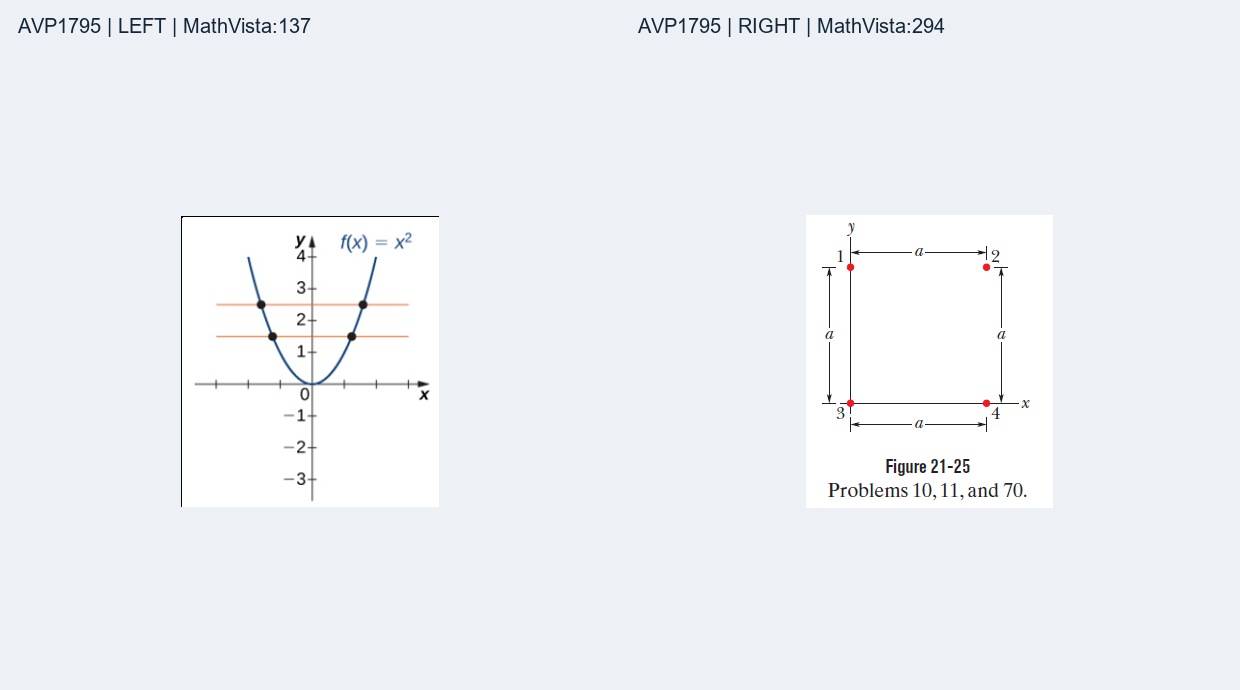 AVP1795 | LEFT | MathVista:137
AVP1795 | RIGHT | MathVista:294
y
f(x) = x²
4
3
2
1
0
x
−1
−2
−3
y
1
a
2
a
a
3
4
x
a
Figure 21-25
Problems 10, 11, and 70.